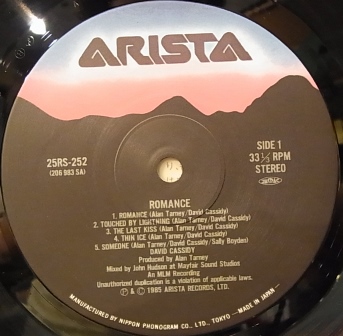 ARISTA
25RS-252
(206 983 SA)
SIDE 1
33 1/3 RPM
STEREO
ROMANCE
1. ROMANCE (Alan Tarney/David Cassidy)
2. TOUCHED BY LIGHTNING (Alan Tarney/David Cassidy)
3. THE LAST KISS (Alan Tarney/David Cassidy)
4. THIN ICE (Alan Tarney/David Cassidy)
5. SOMEONE (Alan Tarney/David Cassidy/Sally Boyden)
DAVID CASSIDY
Produced by Alan Tarney
Mixed by John Hudson at Mayfair Sound Studios
An MLM Recording
Unauthorized duplication is a violation of applicable laws.
℗ & © 1985 ARISTA RECORDS, LTD.
MANUFACTURED BY NIPPON PHONOGRAM CO., LTD., TOKYO —MADE IN JAPAN—